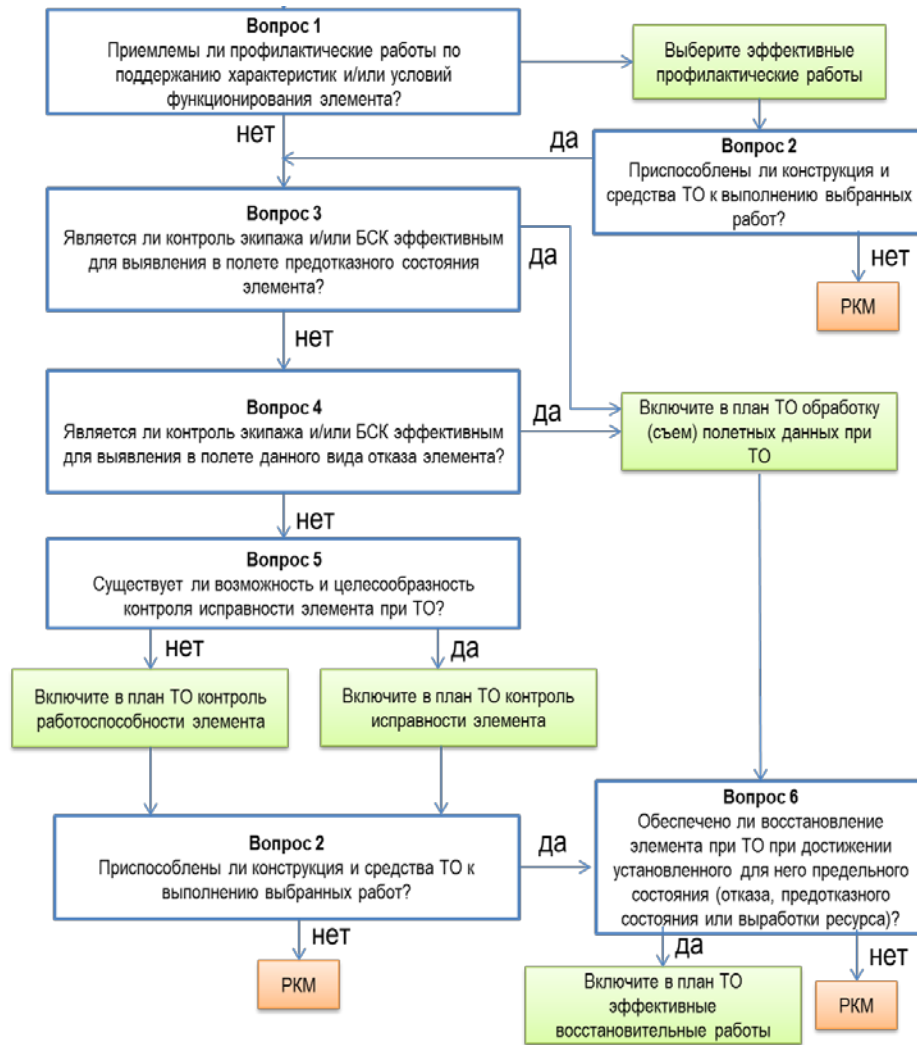 Вопрос 1
Приемлемы ли профилактические работы по
поддержанию характеристик и/или условий
функционирования элемента?
Выберите эффективные
профилактические работы
нет
да
Вопрос 2
Приспособлены ли конструкция и
средства ТО к выполнению выбранных
работ?
нет
РКМ
Вопрос 3
Является ли контроль экипажа и/или БСК эффективным
для выявления в полете предотказного состояния
элемента?
да
нет
Вопрос 4
Является ли контроль экипажа и/или БСК эффективным
для выявления в полете данного вида отказа элемента?
да
Включите в план ТО обработку
(съем) полетных данных при
ТО
нет
Вопрос 5
Существует ли возможность и целесообразность
контроля исправности элемента при ТО?
нет
да
Включите в план ТО контроль
работоспособности элемента
Включите в план ТО контроль
исправности элемента
Вопрос 2
Приспособлены ли конструкция и средства ТО к
выполнению выбранных работ?
да
нет
РКМ
Вопрос 6
Обеспечено ли восстановление
элемента при ТО при достижении
установленного для него предельного
состояния (отказа, предотказного
состояния или выработки ресурса)?
да
нет
Включите в план ТО
эффективные
восстановительные работы
РКМ